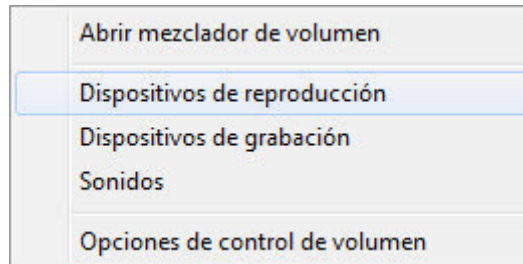 Abrir mezclador de volumen
Dispositivos de reproducción
Dispositivos de grabación
Sonidos
Opciones de control de volumen